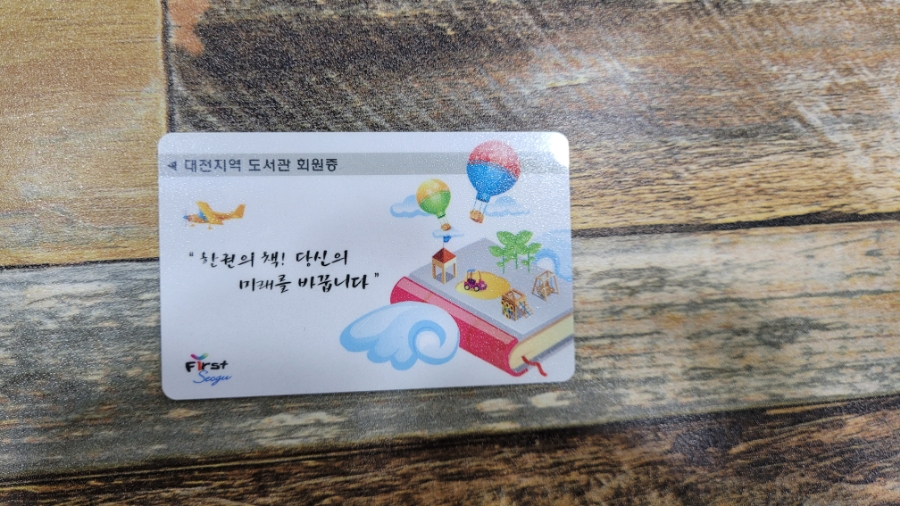 대전지역 도서관 회원증
“ 한권의 책! 당신의
미래를 바꿉니다 ”
First
Seogu